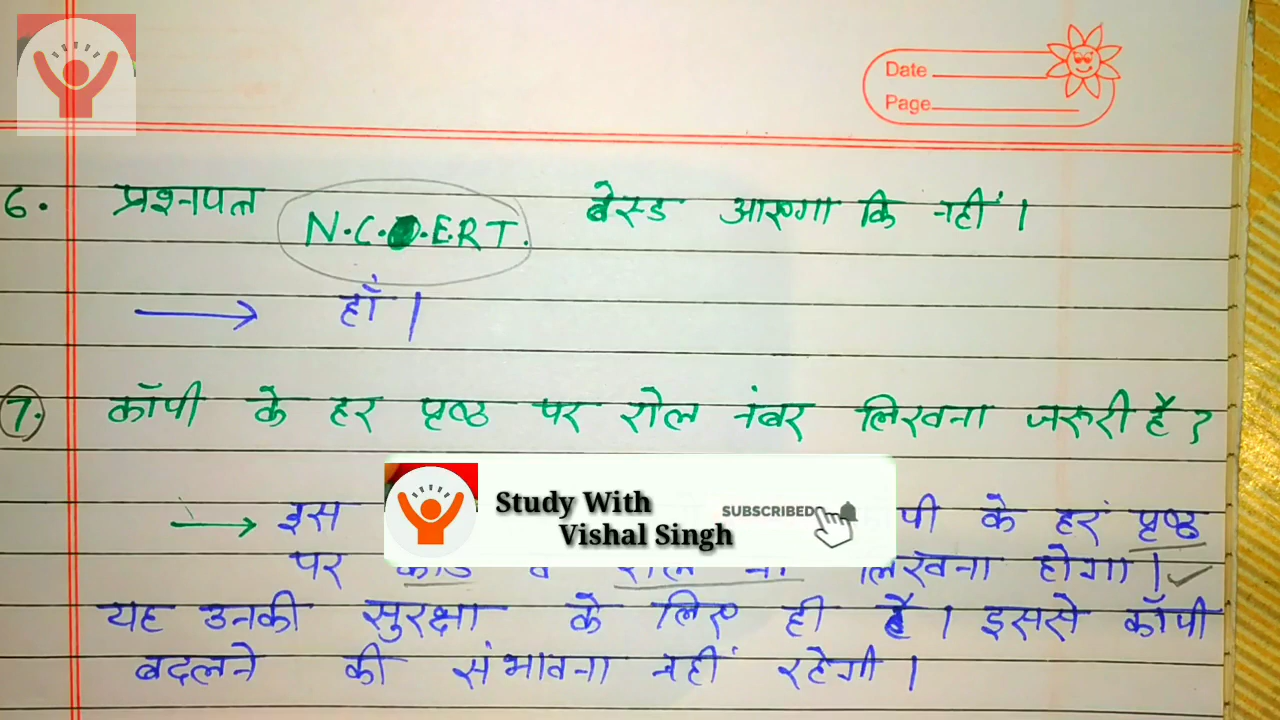 Date
Page
6. प्रश्नपत्र N.C.E.R.T. बेस्ड आएगा कि नहीं।
→ हाँ।
7. कॉपी के हर पृष्ठ पर रोल नंबर लिखना जरूरी है?
→ इस पी के हर पृष्ठ
Study With
SUBSCRIBED
Vishal Singh
पर कोड व रोल नं लिखना होगा।
यह उनकी सुरक्षा के लिए ही है। इससे कॉपी
बदलने की संभावना नहीं रहेगी।